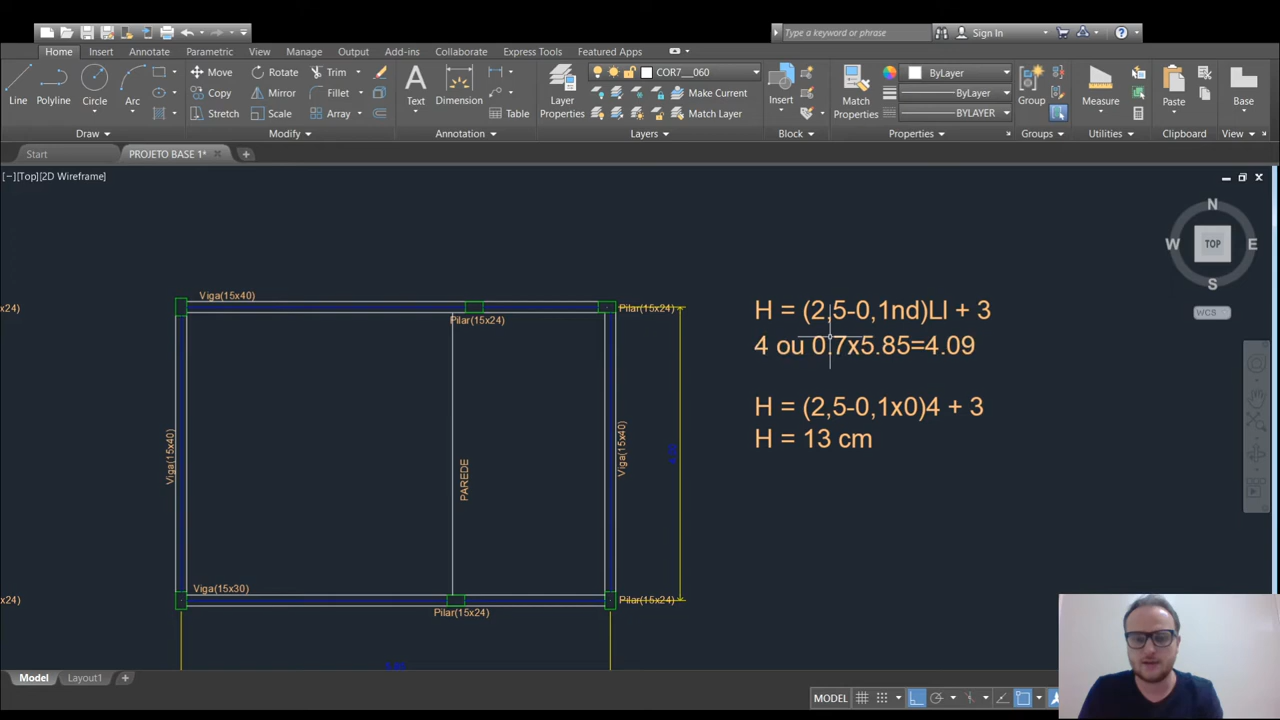 Type a keyword or phrase
Sign In
Home Insert Annotate Parametric View Manage Output Add-ins Collaborate Express Tools Featured Apps
Line
Polyline
Circle
Arc
Move
Copy
Stretch
Rotate
Mirror
Scale
Trim
Fillet
Array
Text
Dimension
Table
Layer
Properties
COR7__060
Make Current
Match Layer
Insert
Match
Properties
ByLayer
ByLayer
BYLAYER
Group
Measure
Paste
Base
Draw
Modify
Annotation
Layers
Block
Properties
Groups
Utilities
Clipboard
View
Start
PROJETO BASE 1*
[−][Top][2D Wireframe]
N
W
TOP
E
S
WCS
Viga(15x40)
x24)
Pilar(15x24)
Pilar(15x24)
H = (2,5-0,1nd)Ll + 3
4 ou 0.7x5.85=4.09
H = (2,5-0,1x0)4 + 3
H = 13 cm
Viga(15x40)
PAREDE
Viga(15x40)
Viga(15x30)
x24)
Pilar(15x24)
Pilar(15x24)
Model
Layout1
MODEL